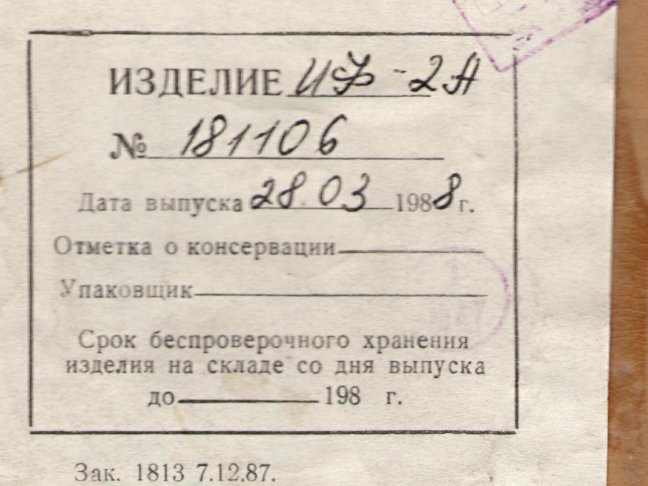 ИЗДЕЛИЕ ИФ-2А
№ 181106
Дата выпуска 28.03 1988 г.
Отметка о консервации
Упаковщик
Срок беспроверочного хранения
изделия на складе со дня выпуска
до 198 г.
Зак. 1813 7.12.87.